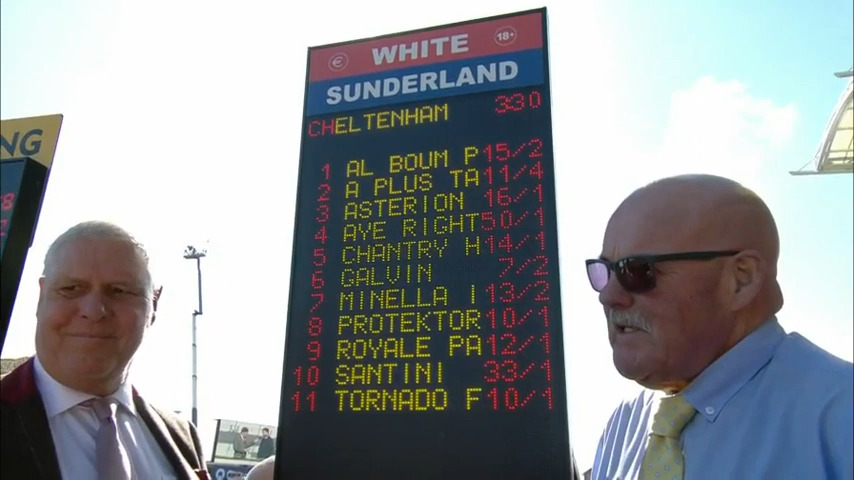 NG
€ WHITE 18+
SUNDERLAND
CHELTENHAM 330
1 AL BOUM P 15/2
2 A PLUS TA 11/4
3 ASTERION 16/1
4 AYE RIGHT 50/1
5 CHANTRY H 14/1
6 GALVIN 7/2
7 MINELLA I 13/2
8 PROTEKTOR 10/1
9 ROYALE PA 12/1
10 SANTINI 33/1
11 TORNADO F 10/1